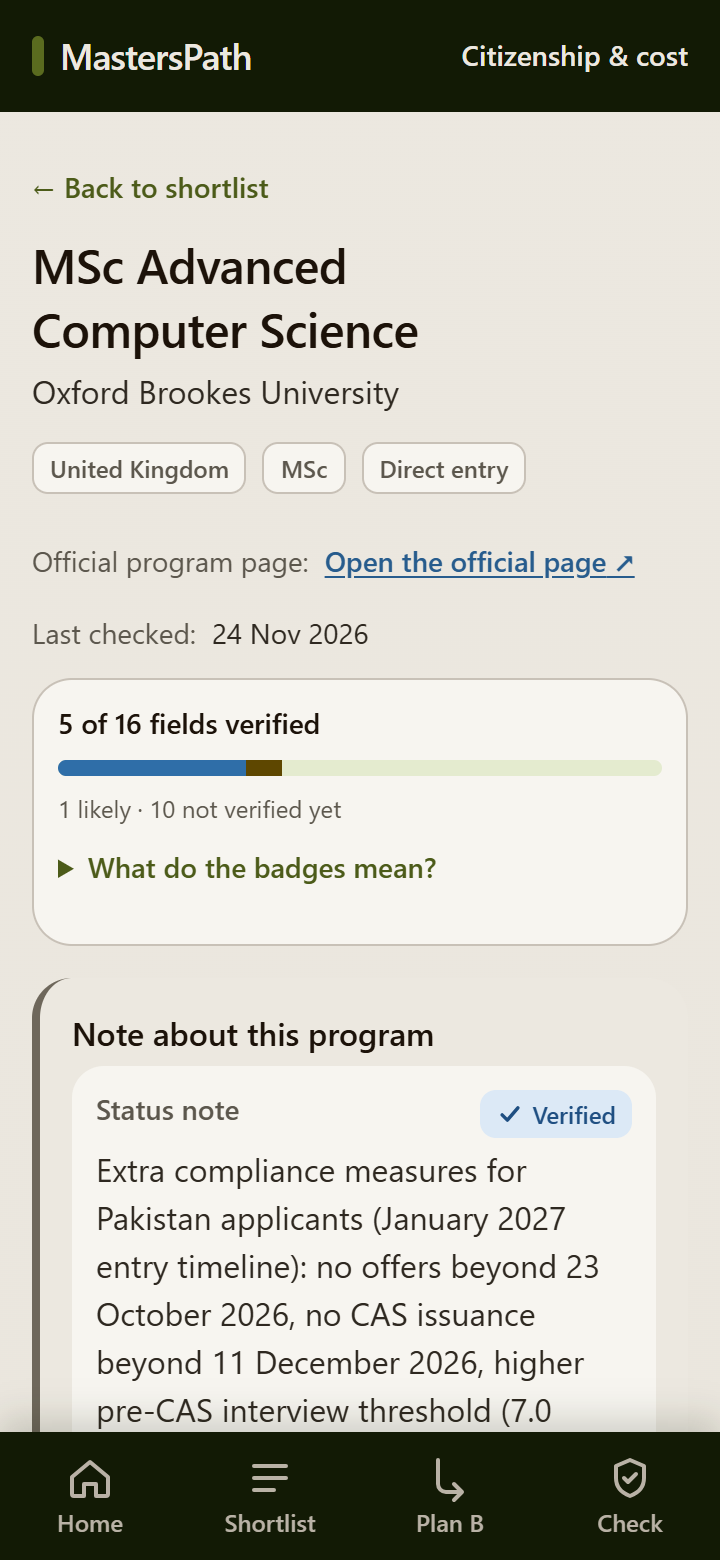 MastersPath
Citizenship & cost
← Back to shortlist
MSc Advanced
Computer Science
Oxford Brookes University
United Kingdom
MSc
Direct entry
Official program page: Open the official page ↗
Last checked: 24 Nov 2026
5 of 16 fields verified
1 likely · 10 not verified yet
▶ What do the badges mean?
Note about this program
Status note
✓ Verified
Extra compliance measures for
Pakistan applicants (January 2027
entry timeline): no offers beyond 23
October 2026, no CAS issuance
beyond 11 December 2026, higher
pre-CAS interview threshold (7.0
Home
Shortlist
Plan B
Check